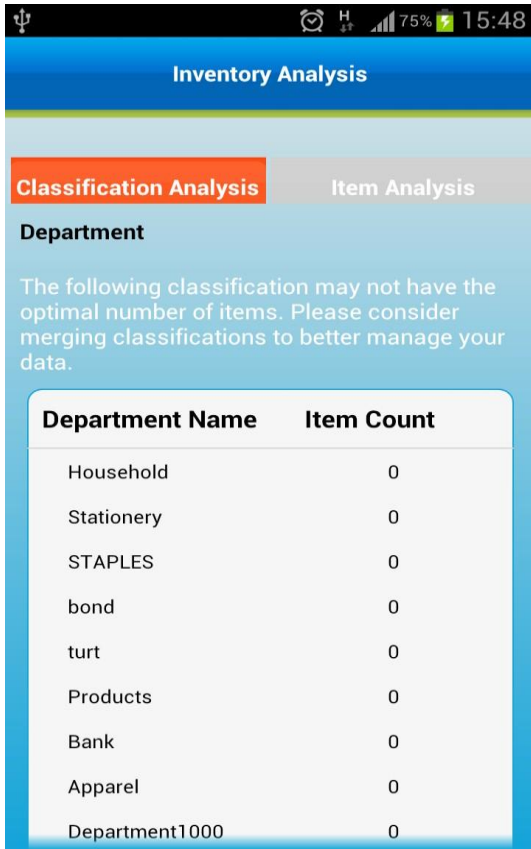 H 75% 15:48
Inventory Analysis
Classification Analysis Item Analysis
Department
The following classification may not have the
optimal number of items. Please consider
merging classifications to better manage your
data.
Department Name Item Count
Household 0
Stationery 0
STAPLES 0
bond 0
turt 0
Products 0
Bank 0
Apparel 0
Department1000 0